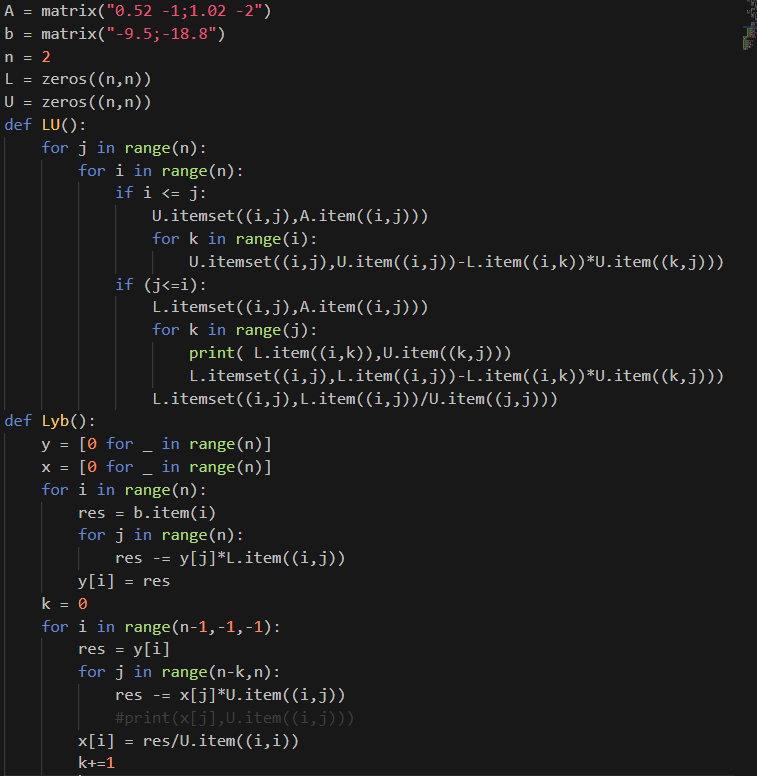 A = matrix("0.52 -1;1.02 -2")
b = matrix("-9.5;-18.8")
n = 2
L = zeros((n,n))
U = zeros((n,n))
def LU():
    for j in range(n):
        for i in range(n):
            if i <= j:
                U.itemset((i,j),A.item((i,j)))
                for k in range(i):
                    U.itemset((i,j),U.item((i,j))-L.item((i,k))*U.item((k,j)))
            if (j<=i):
                L.itemset((i,j),A.item((i,j)))
                for k in range(j):
                    print( L.item((i,k)),U.item((k,j)))
                    L.itemset((i,j),L.item((i,j))-L.item((i,k))*U.item((k,j)))
                L.itemset((i,j),L.item((i,j))/U.item((j,j)))
def Lyb():
    y = [0 for _ in range(n)]
    x = [0 for _ in range(n)]
    for i in range(n):
        res = b.item(i)
        for j in range(n):
            res -= y[j]*L.item((i,j))
        y[i] = res
    k = 0
    for i in range(n-1,-1,-1):
        res = y[i]
        for j in range(n-k,n):
            res -= x[j]*U.item((i,j))
            #print(x[j],U.item((i,j)))
        x[i] = res/U.item((i,i))
        k+=1